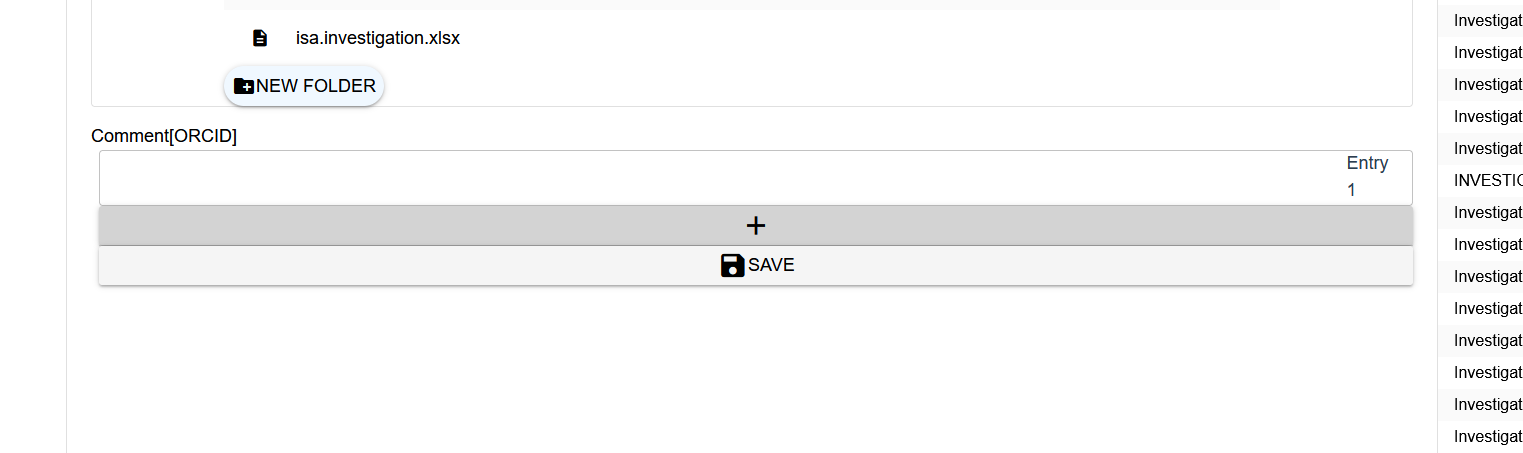 isa.investigation.xlsx
NEW FOLDER
Comment[ORCID]
Entry
1
SAVE
Investigat
Investigat
Investigat
Investigat
Investigat
INVESTIG
Investigat
Investigat
Investigat
Investigat
Investigat
Investigat
Investigat
Investigat